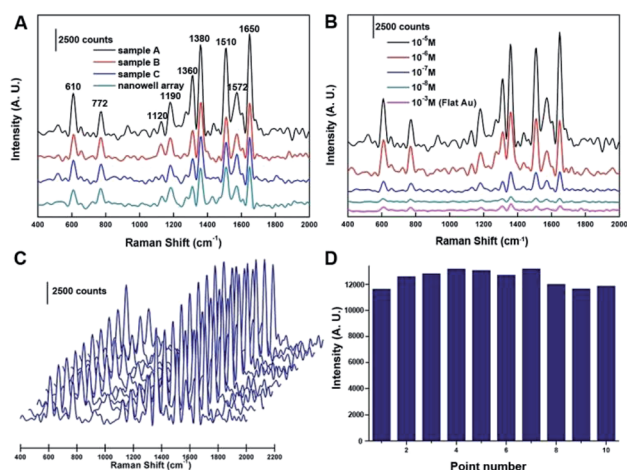 A
2500 counts
sample A
sample B
sample C
nanowell array
610
772
1120
1190
1360
1380
1510
1572
1650
Intensity (A. U.)
400 600 800 1000 1200 1400 1600 1800 2000
Raman Shift (cm⁻¹)
B
2500 counts
10⁻⁵M
10⁻⁶M
10⁻⁷M
10⁻⁸M
10⁻³M (Flat Au)
Intensity (A. U.)
400 600 800 1000 1200 1400 1600 1800 2000
Raman Shift (cm⁻¹)
C
2500 counts
400 600 800 1000 1200 1400 1600 1800 2000 2200
Raman Shift (cm⁻¹)
D
12000
10000
8000
6000
4000
2000
0
Intensity (A. U.)
2 4 6 8 10
Point number